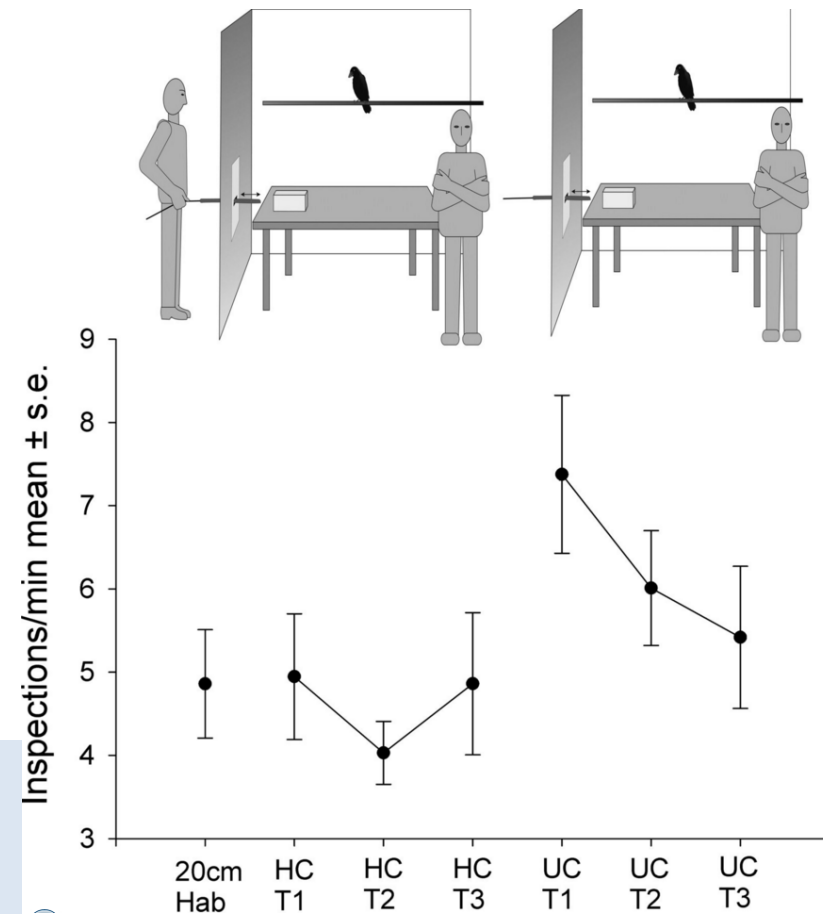 Inspections/min mean ± s.e.
9
8
7
6
5
4
3
20cm HC HC HC UC UC UC
Hab T1 T2 T3 T1 T2 T3